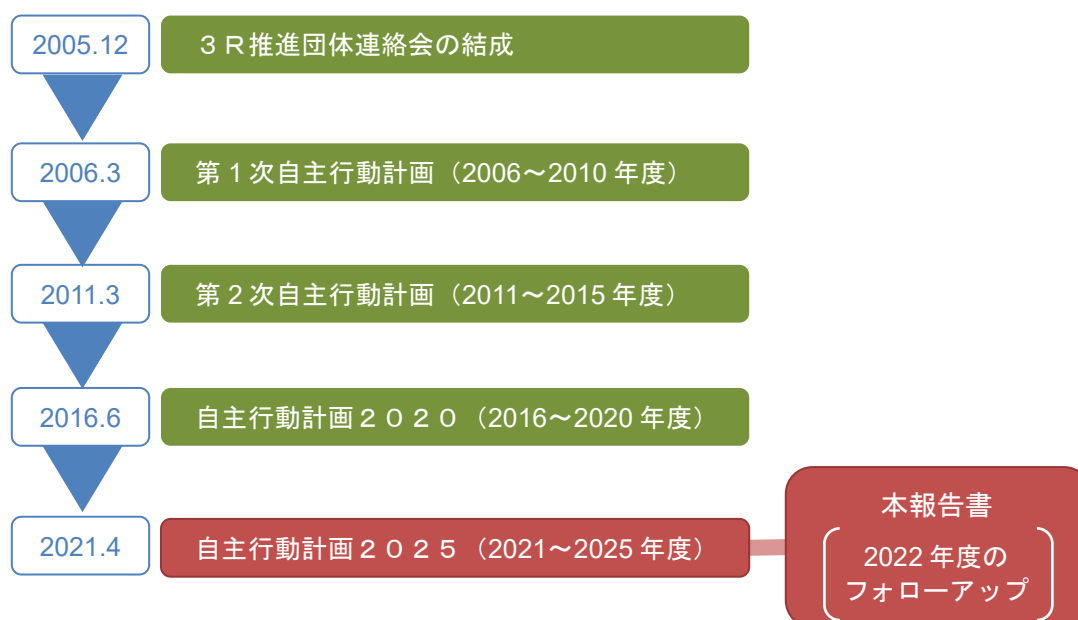 2005.12
３Ｒ推進団体連絡会の結成
2006.3
第１次自主行動計画（2006～2010 年度）
2011.3
第２次自主行動計画（2011～2015 年度）
2016.6
自主行動計画２０２０（2016～2020 年度）
2021.4
自主行動計画２０２５（2021～2025 年度）
本報告書
2022 年度の
フォローアップ